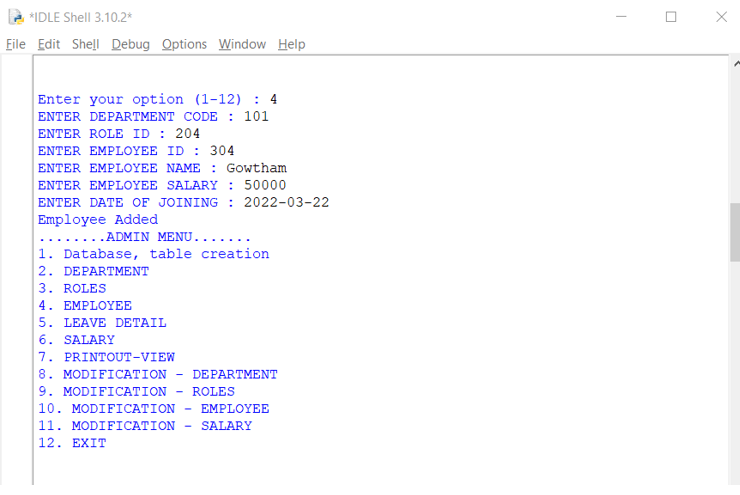 *IDLE Shell 3.10.2*
File Edit Shell Debug Options Window Help
Enter your option (1-12) : 4
ENTER DEPARTMENT CODE : 101
ENTER ROLE ID : 204
ENTER EMPLOYEE ID : 304
ENTER EMPLOYEE NAME : Gowtham
ENTER EMPLOYEE SALARY : 50000
ENTER DATE OF JOINING : 2022-03-22
Employee Added
........ADMIN MENU.......
1. Database, table creation
2. DEPARTMENT
3. ROLES
4. EMPLOYEE
5. LEAVE DETAIL
6. SALARY
7. PRINTOUT-VIEW
8. MODIFICATION - DEPARTMENT
9. MODIFICATION - ROLES
10. MODIFICATION - EMPLOYEE
11. MODIFICATION - SALARY
12. EXIT